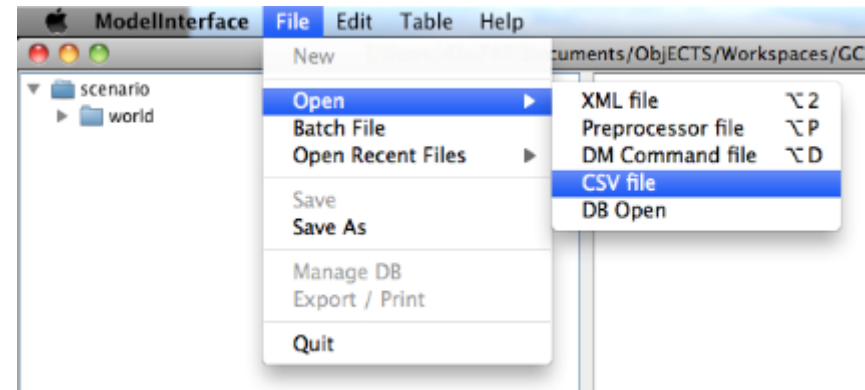 ModelInterface File Edit Table Help
cuments/ObjECTS/Workspaces/GC
scenario
world
New
Open
Batch File
Open Recent Files
Save
Save As
Manage DB
Export / Print
Quit
XML file ⌥2
Preprocessor file ⌥P
DM Command file ⌥D
CSV file
DB Open